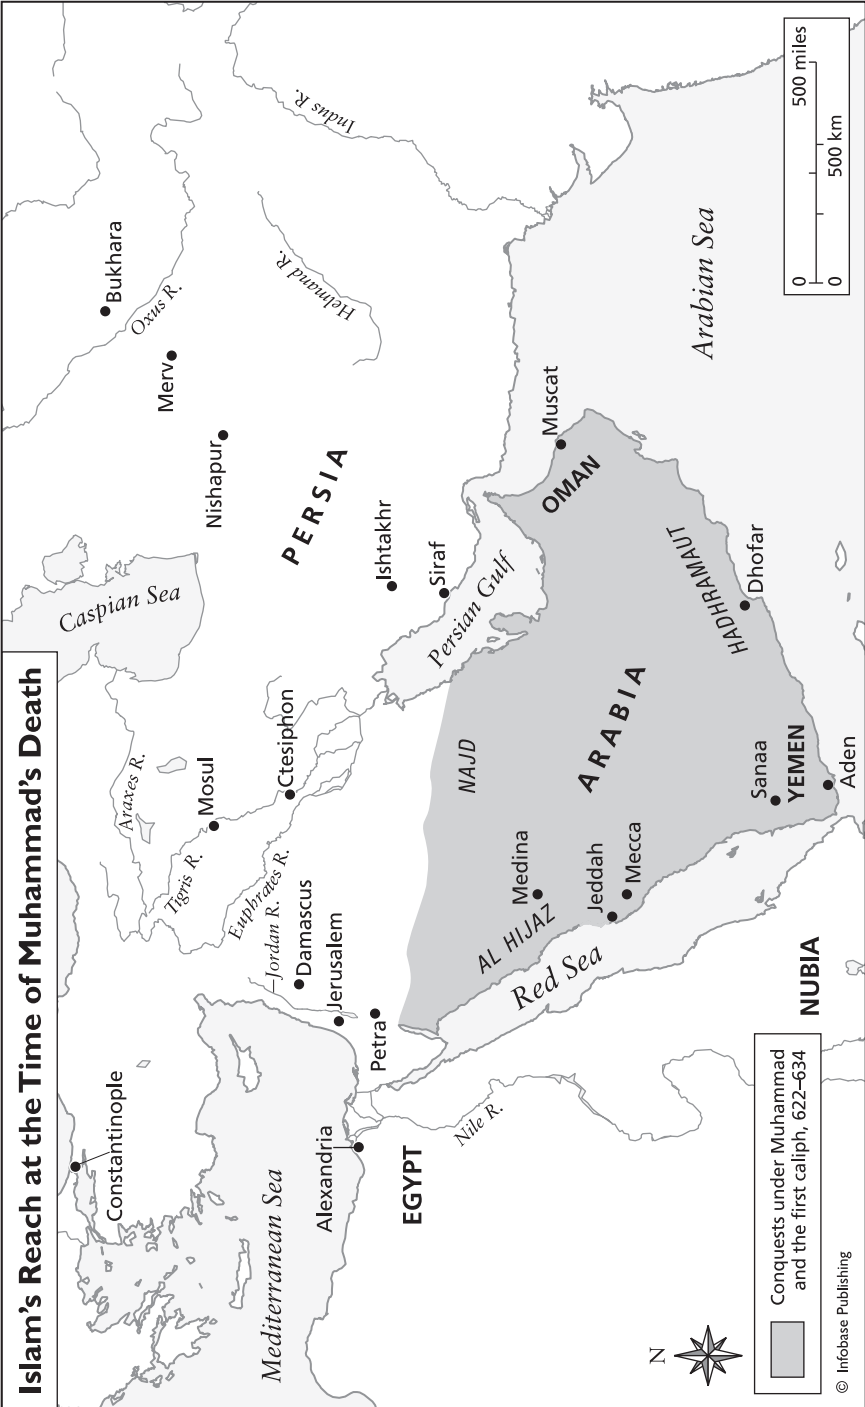 Islam's Reach at the Time of Muhammad's Death
Constantinople
Mediterranean Sea
Alexandria
EGYPT
Nile R.
NUBIA
Red Sea
Petra
Jerusalem
Damascus
Jordan R.
Euphrates R.
Tigris R.
Araxes R.
Mosul
Ctesiphon
Caspian Sea
Nishapur
Merv
Bukhara
Oxus R.
Helmand R.
Indus R.
PERSIA
Ishtakhr
Siraf
Persian Gulf
NAJD
ARABIA
AL HIJAZ
Medina
Jeddah
Mecca
Sanaa
YEMEN
Aden
HADHRAMAUT
Dhofar
OMAN
Muscat
Arabian Sea
0 500 miles
0 500 km
N
Conquests under Muhammad
and the first caliph, 622–634
© Infobase Publishing